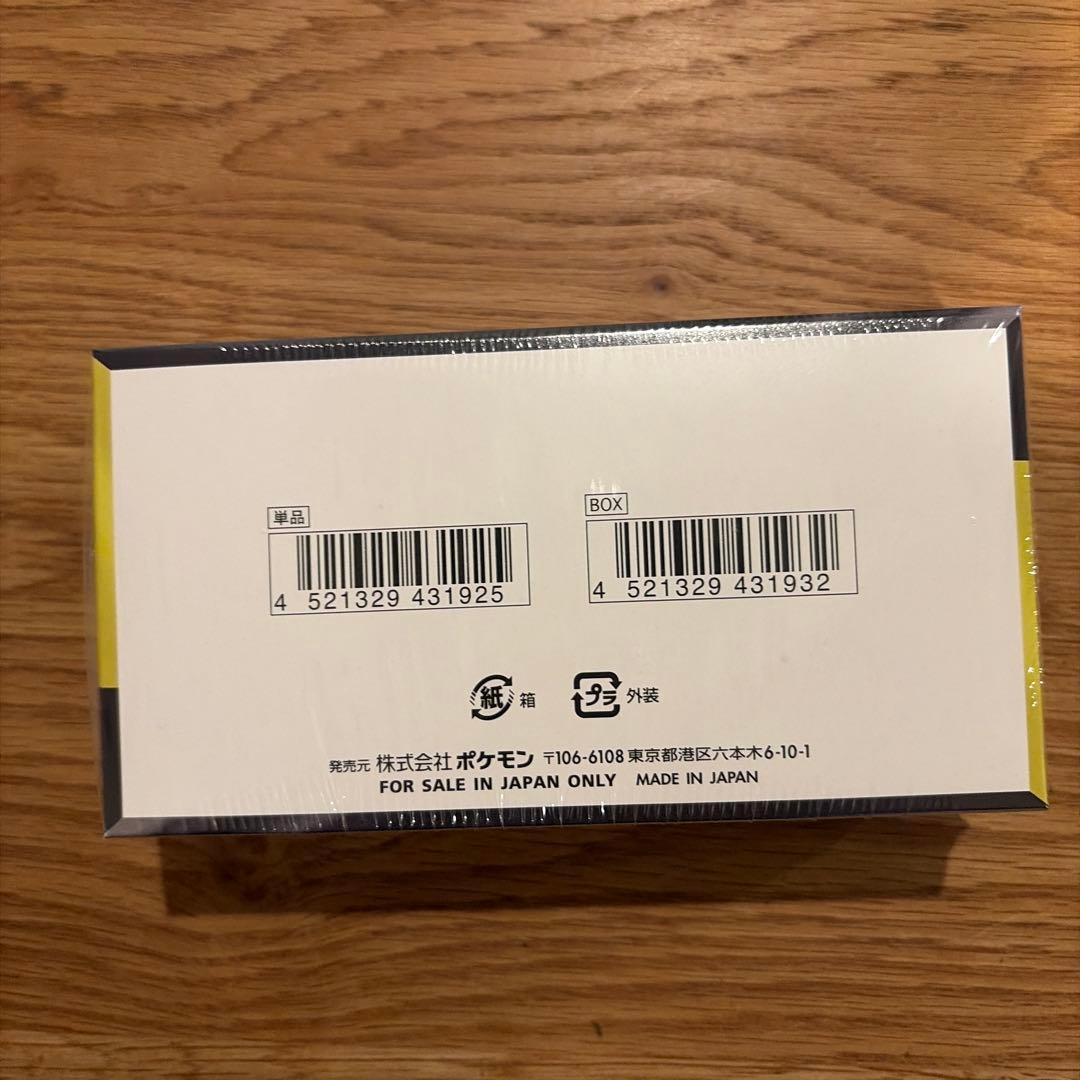 単品
4 521329 431925
BOX
4 521329 431932
紙 箱
プラ 外装
発売元 株式会社ポケモン 〒106-6108 東京都港区六本木6-10-1
FOR SALE IN JAPAN ONLY MADE IN JAPAN